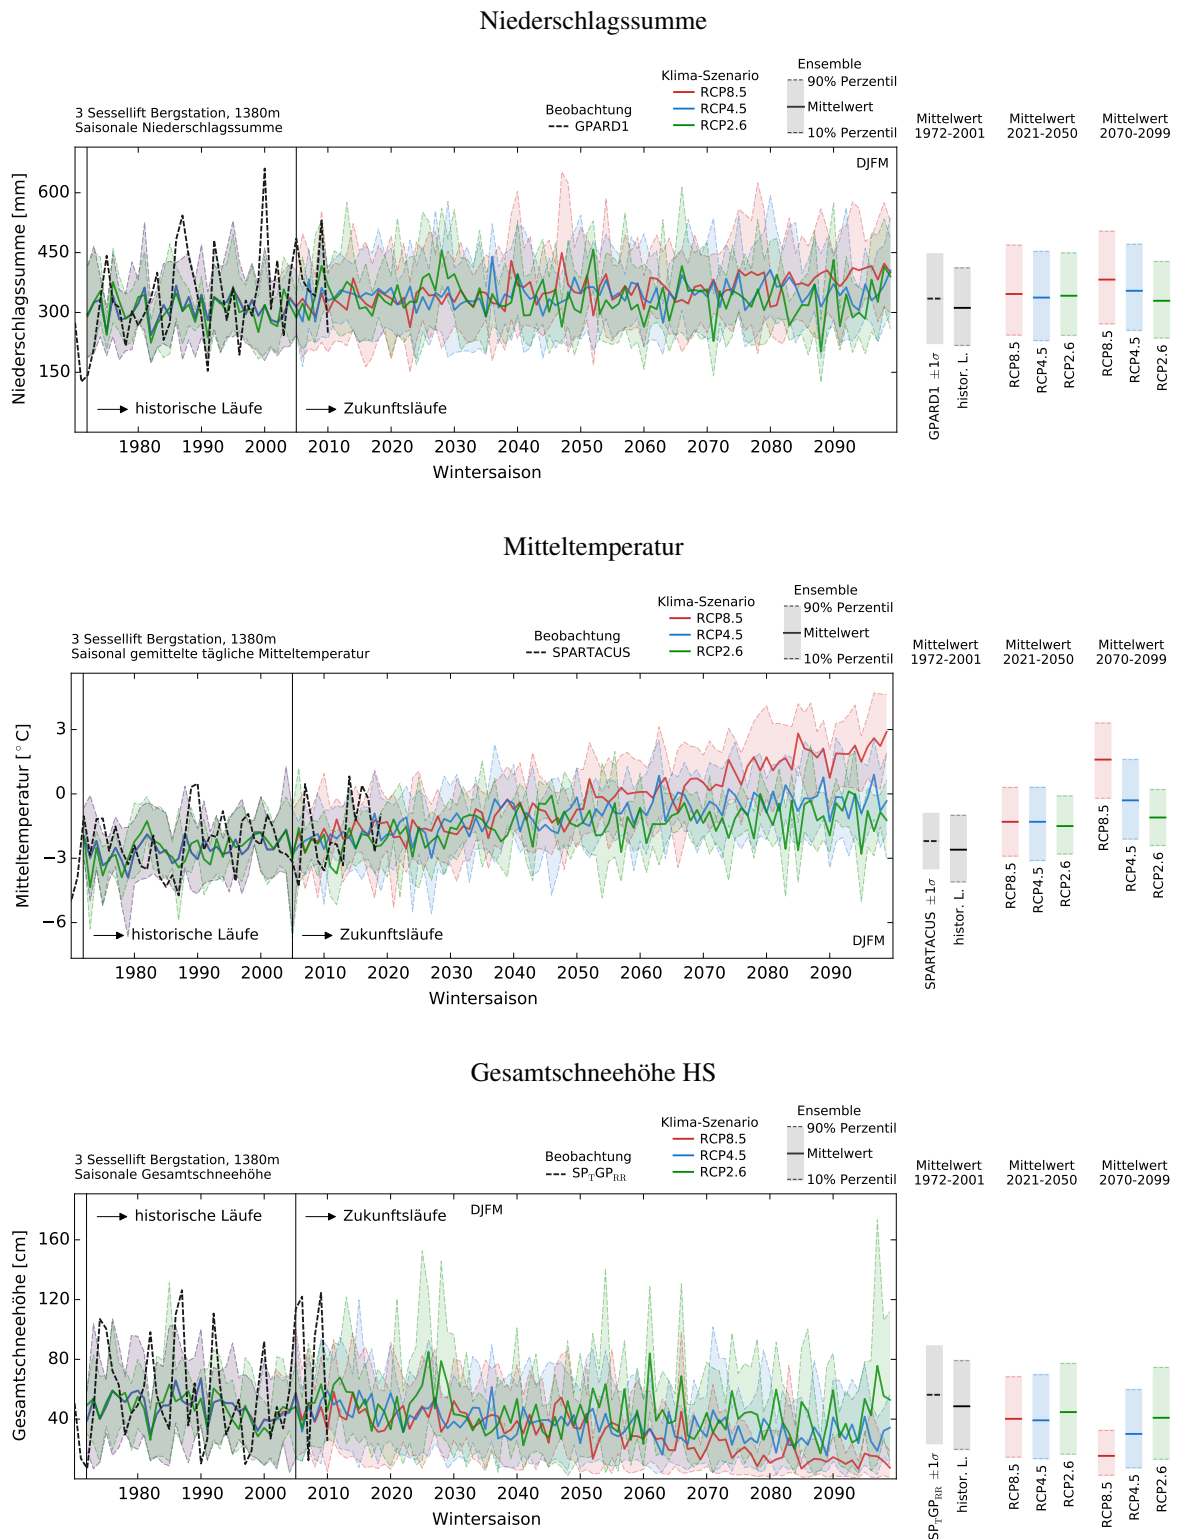 Niederschlagssumme
3 Sessellift Bergstation, 1380m
Saisonale Niederschlagssumme
Beobachtung
GPARD1
Klima-Szenario
RCP8.5
RCP4.5
RCP2.6
Ensemble
90% Perzentil
Mittelwert
10% Perzentil
Mittelwert
1972-2001
Mittelwert
2021-2050
Mittelwert
2070-2099
DJFM
Niederschlagssumme [mm]
600
450
300
150
historische Läufe
Zukunftsläufe
1980 1990 2000 2010 2020 2030 2040 2050 2060 2070 2080 2090
Wintersaison
GPARD1 ±1σ
histor. L.
RCP8.5
RCP4.5
RCP2.6
RCP8.5
RCP4.5
RCP2.6
Mitteltemperatur
3 Sessellift Bergstation, 1380m
Saisonal gemittelte tägliche Mitteltemperatur
Beobachtung
SPARTACUS
Klima-Szenario
RCP8.5
RCP4.5
RCP2.6
Ensemble
90% Perzentil
Mittelwert
10% Perzentil
Mittelwert
1972-2001
Mittelwert
2021-2050
Mittelwert
2070-2099
Mitteltemperatur [°C]
3
0
−3
−6
historische Läufe
Zukunftsläufe
DJFM
1980 1990 2000 2010 2020 2030 2040 2050 2060 2070 2080 2090
Wintersaison
SPARTACUS ±1σ
histor. L.
RCP8.5
RCP4.5
RCP2.6
RCP8.5
RCP4.5
RCP2.6
Gesamtschneehöhe HS
3 Sessellift Bergstation, 1380m
Saisonale Gesamtschneehöhe
Beobachtung
SP_TGP_RR
Klima-Szenario
RCP8.5
RCP4.5
RCP2.6
Ensemble
90% Perzentil
Mittelwert
10% Perzentil
Mittelwert
1972-2001
Mittelwert
2021-2050
Mittelwert
2070-2099
historische Läufe
Zukunftsläufe
DJFM
Gesamtschneehöhe [cm]
160
120
80
40
1980 1990 2000 2010 2020 2030 2040 2050 2060 2070 2080 2090
Wintersaison
SP_TGP_RR ±1σ
histor. L.
RCP8.5
RCP4.5
RCP2.6
RCP8.5
RCP4.5
RCP2.6